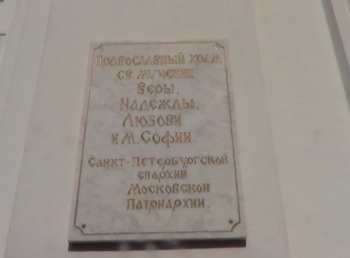 Православный храм
св. мучениц
Веры,
Надежды,
Любови
и м. Софии
Санкт-Петербургской
епархии
Московской
Патриархии.